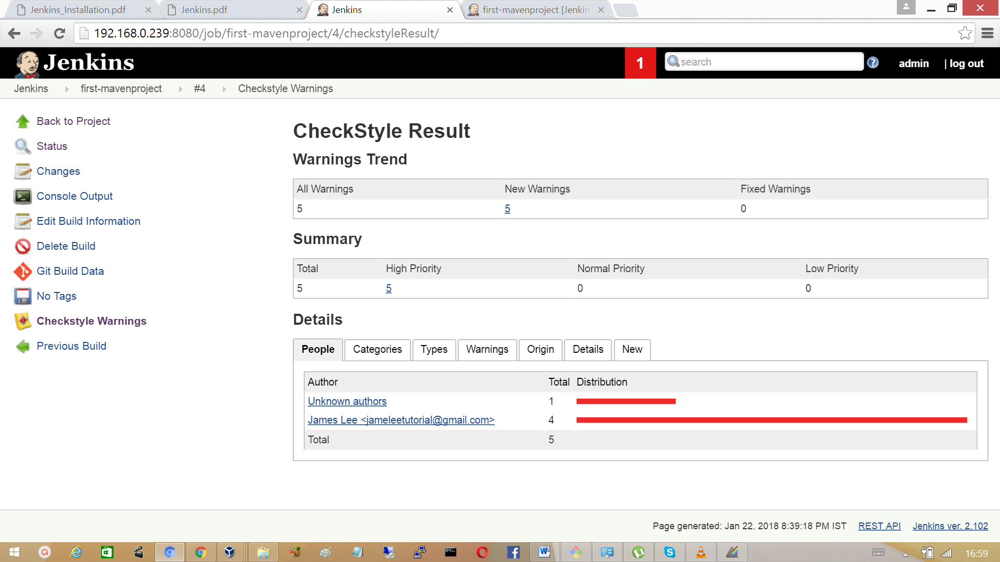 Jenkins_Installation.pdf
Jenkins.pdf
Jenkins
first-mavenproject [Jenkin
192.168.0.239:8080/job/first-mavenproject/4/checkstyleResult/
Jenkins
1
search
admin
| log out
Jenkins
first-mavenproject
#4
Checkstyle Warnings
Back to Project
Status
Changes
Console Output
Edit Build Information
Delete Build
Git Build Data
No Tags
Checkstyle Warnings
Previous Build
CheckStyle Result
Warnings Trend
All Warnings New Warnings Fixed Warnings
5 5 0
Summary
Total High Priority Normal Priority Low Priority
5 5 0 0
Details
People Categories Types Warnings Origin Details New
Author Total Distribution
Unknown authors 1
James Lee <jameleetutorial@gmail.com> 4
Total 5
Page generated: Jan 22, 2018 8:39:18 PM IST REST API Jenkins ver. 2.102
16:59